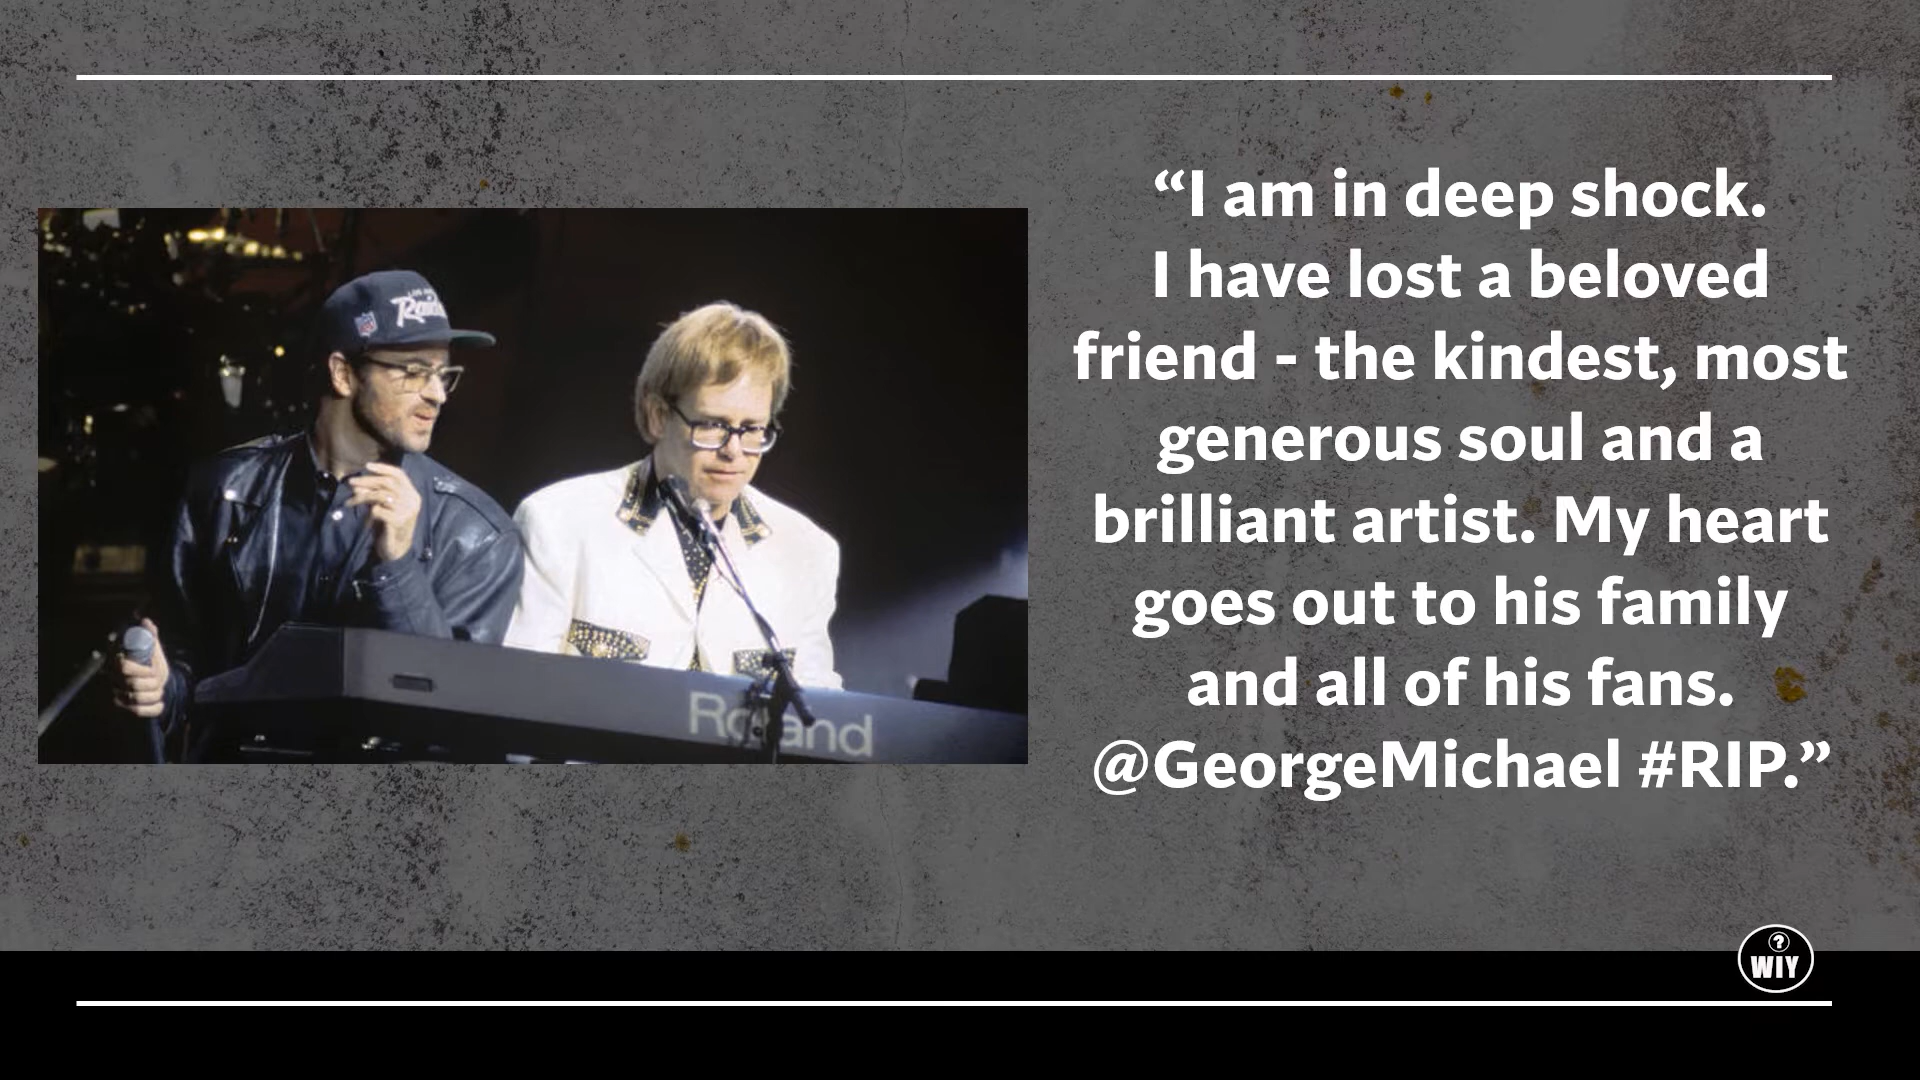 “I am in deep shock.
I have lost a beloved
friend - the kindest, most
generous soul and a
brilliant artist. My heart
goes out to his family
and all of his fans.
@GeorgeMichael #RIP.”
Roland
?
WIY